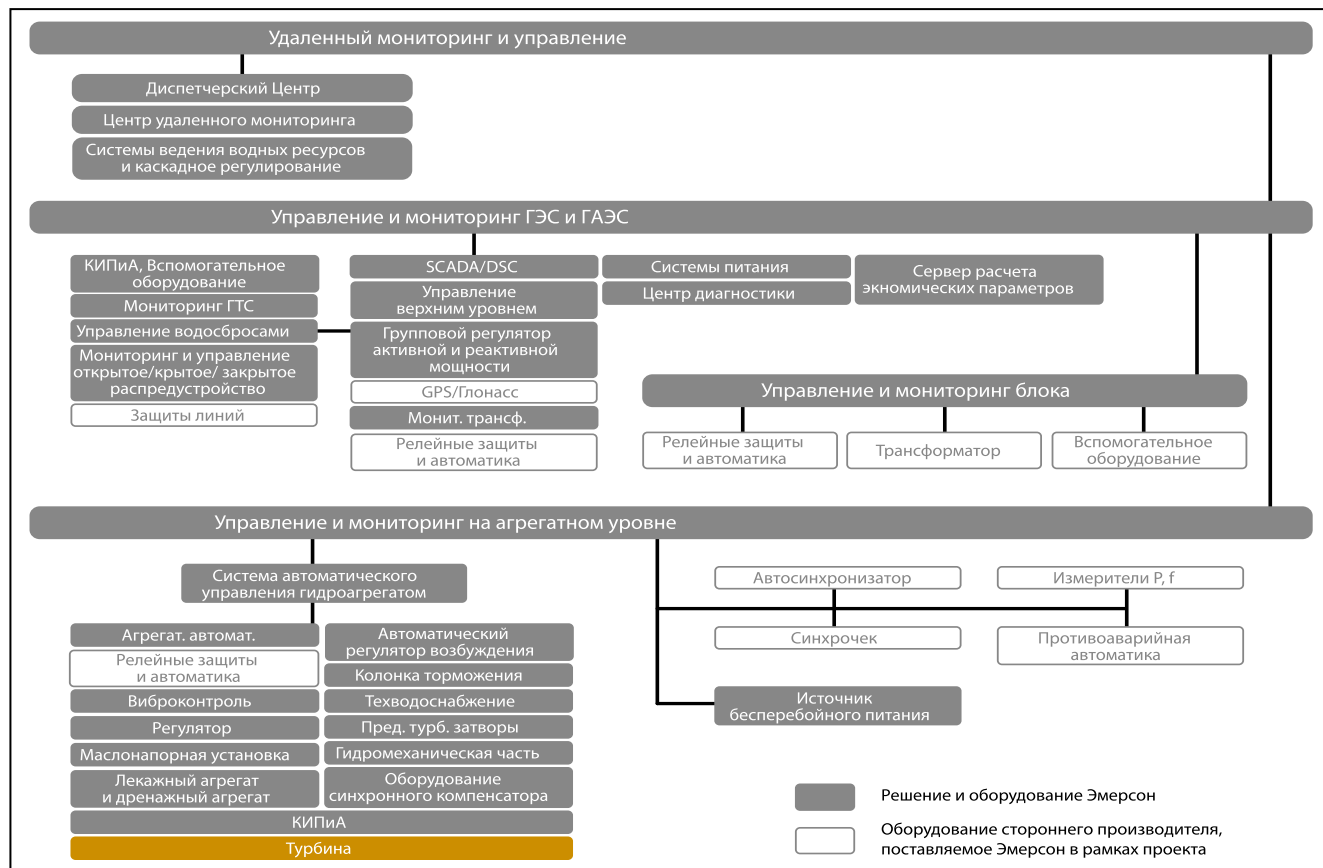 Удаленный мониторинг и управление
Диспетчерский Центр
Центр удаленного мониторинга
Системы ведения водных ресурсов
и каскадное регулирование
Управление и мониторинг ГЭС и ГАЭС
КИПиА, Вспомогательное
оборудование
Мониторинг ГТС
Управление водосбросами
Мониторинг и управление
открытое/крытое/ закрытое
распредустройство
Защиты линий
SCADA/DSC
Управление
верхним уровнем
Групповой регулятор
активной и реактивной
мощности
GPS/Глонасс
Монит. трансф.
Релейные защиты
и автоматика
Системы питания
Центр диагностики
Сервер расчета
экномических параметров
Управление и мониторинг блока
Релейные защиты
и автоматика
Трансформатор
Вспомогательное
оборудование
Управление и мониторинг на агрегатном уровне
Система автоматического
управления гидроагрегатом
Агрегат. автомат.
Релейные защиты
и автоматика
Виброконтроль
Регулятор
Маслонапорная установка
Лекажный агрегат
и дренажный агрегат
Автоматический
регулятор возбуждения
Колонка торможения
Техводоснабжение
Пред. турб. затворы
Гидромеханическая часть
Оборудование
синхронного компенсатора
КИПиА
Турбина
Автосинхронизатор
Измерители P, f
Синхрочек
Противоаварийная
автоматика
Источник
бесперебойного питания
Решение и оборудование Эмерсон
Оборудование стороннего производителя,
поставляемое Эмерсон в рамках проекта